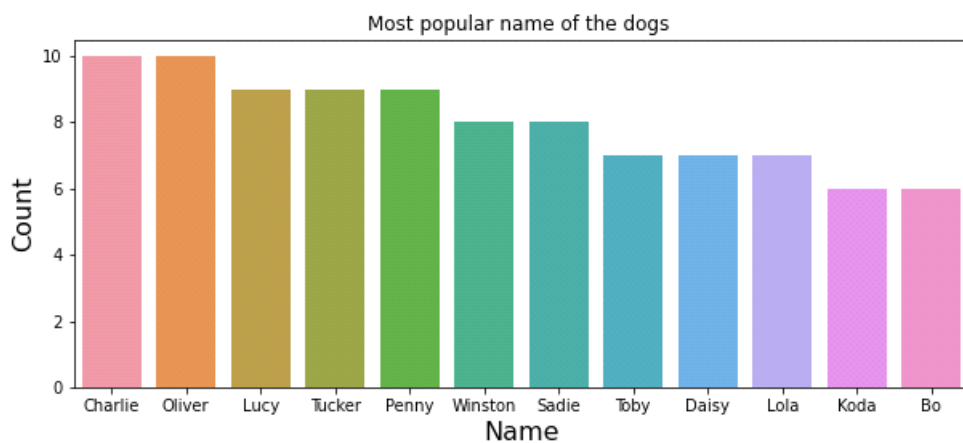 Most popular name of the dogs
Count
10
8
6
4
2
0
Charlie Oliver Lucy Tucker Penny Winston Sadie Toby Daisy Lola Koda Bo
Name